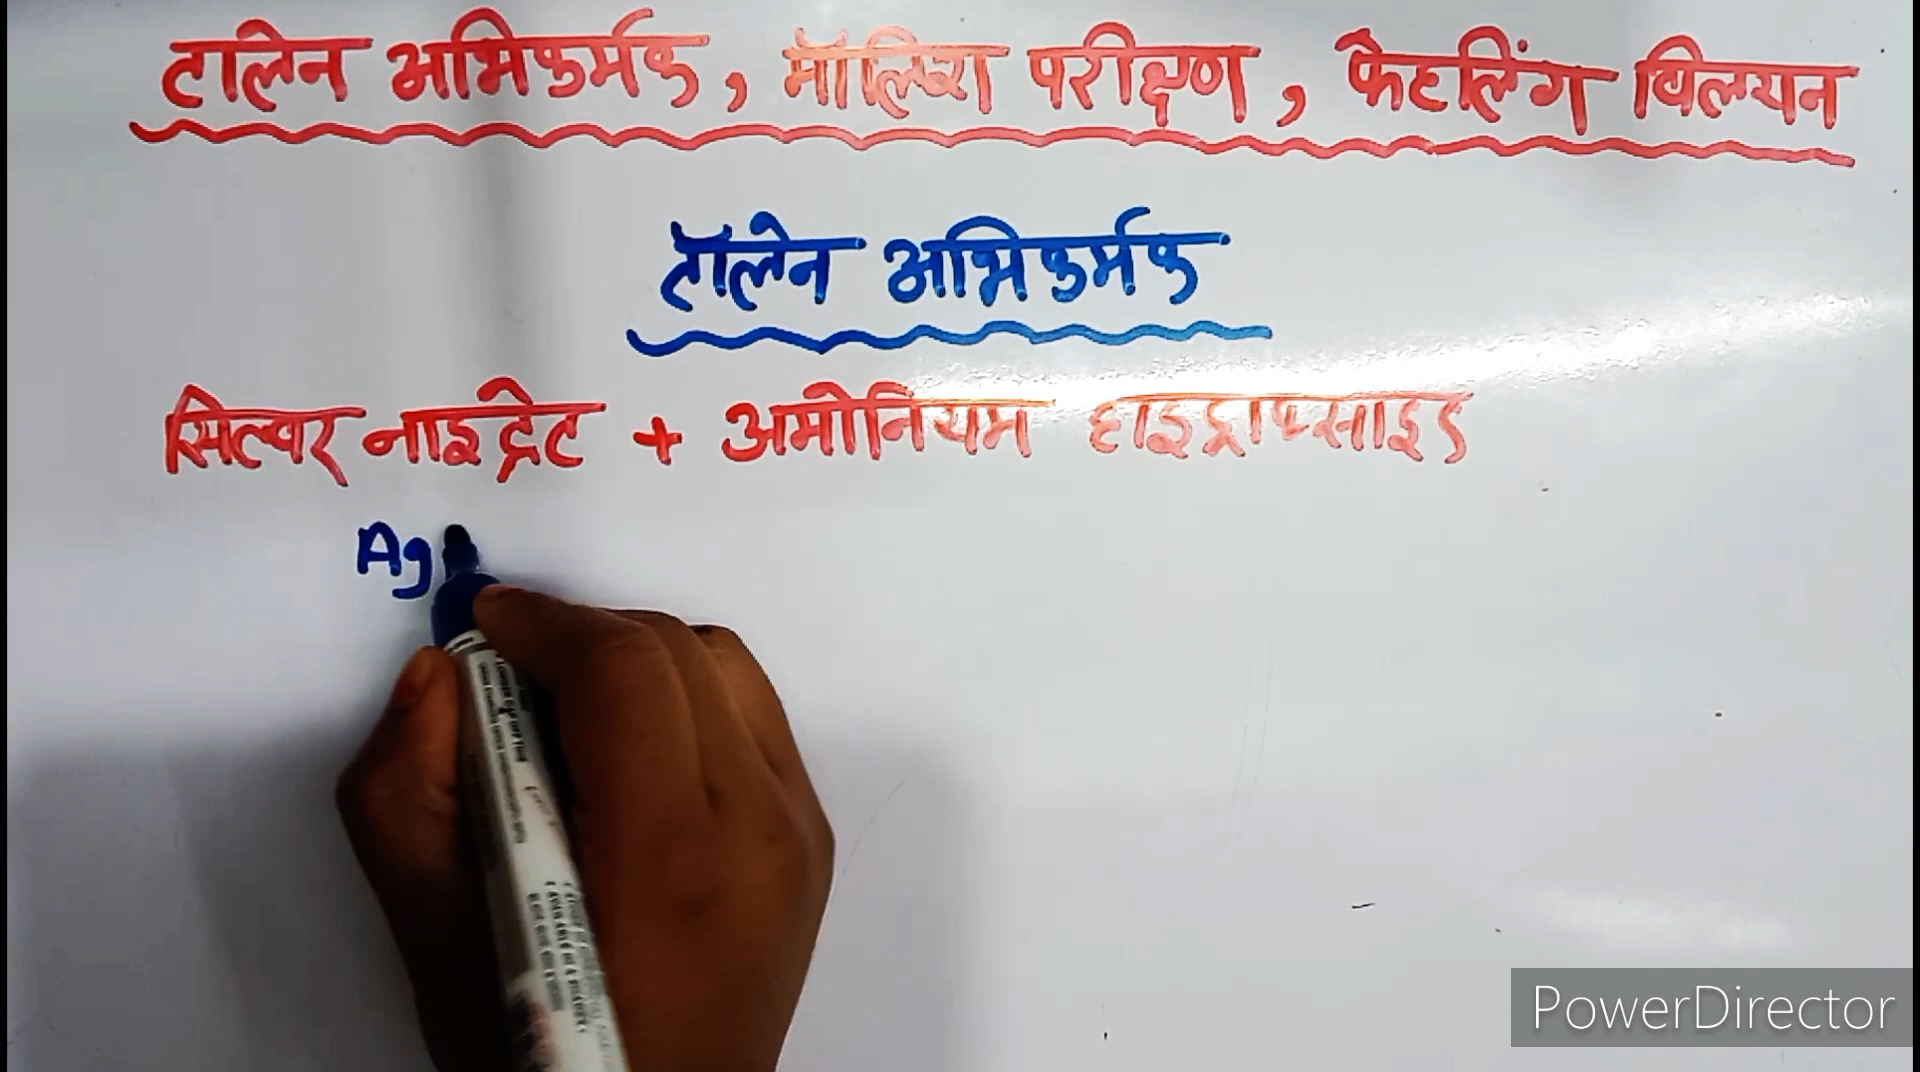 टालेन अभिकर्मक, मॉलिश परीक्षण, फेहलिंग विलयन
टॉलेन अभिकर्मक
सिल्वर नाइट्रेट + अमोनियम हाइड्राक्साइड
Ag
PowerDirector